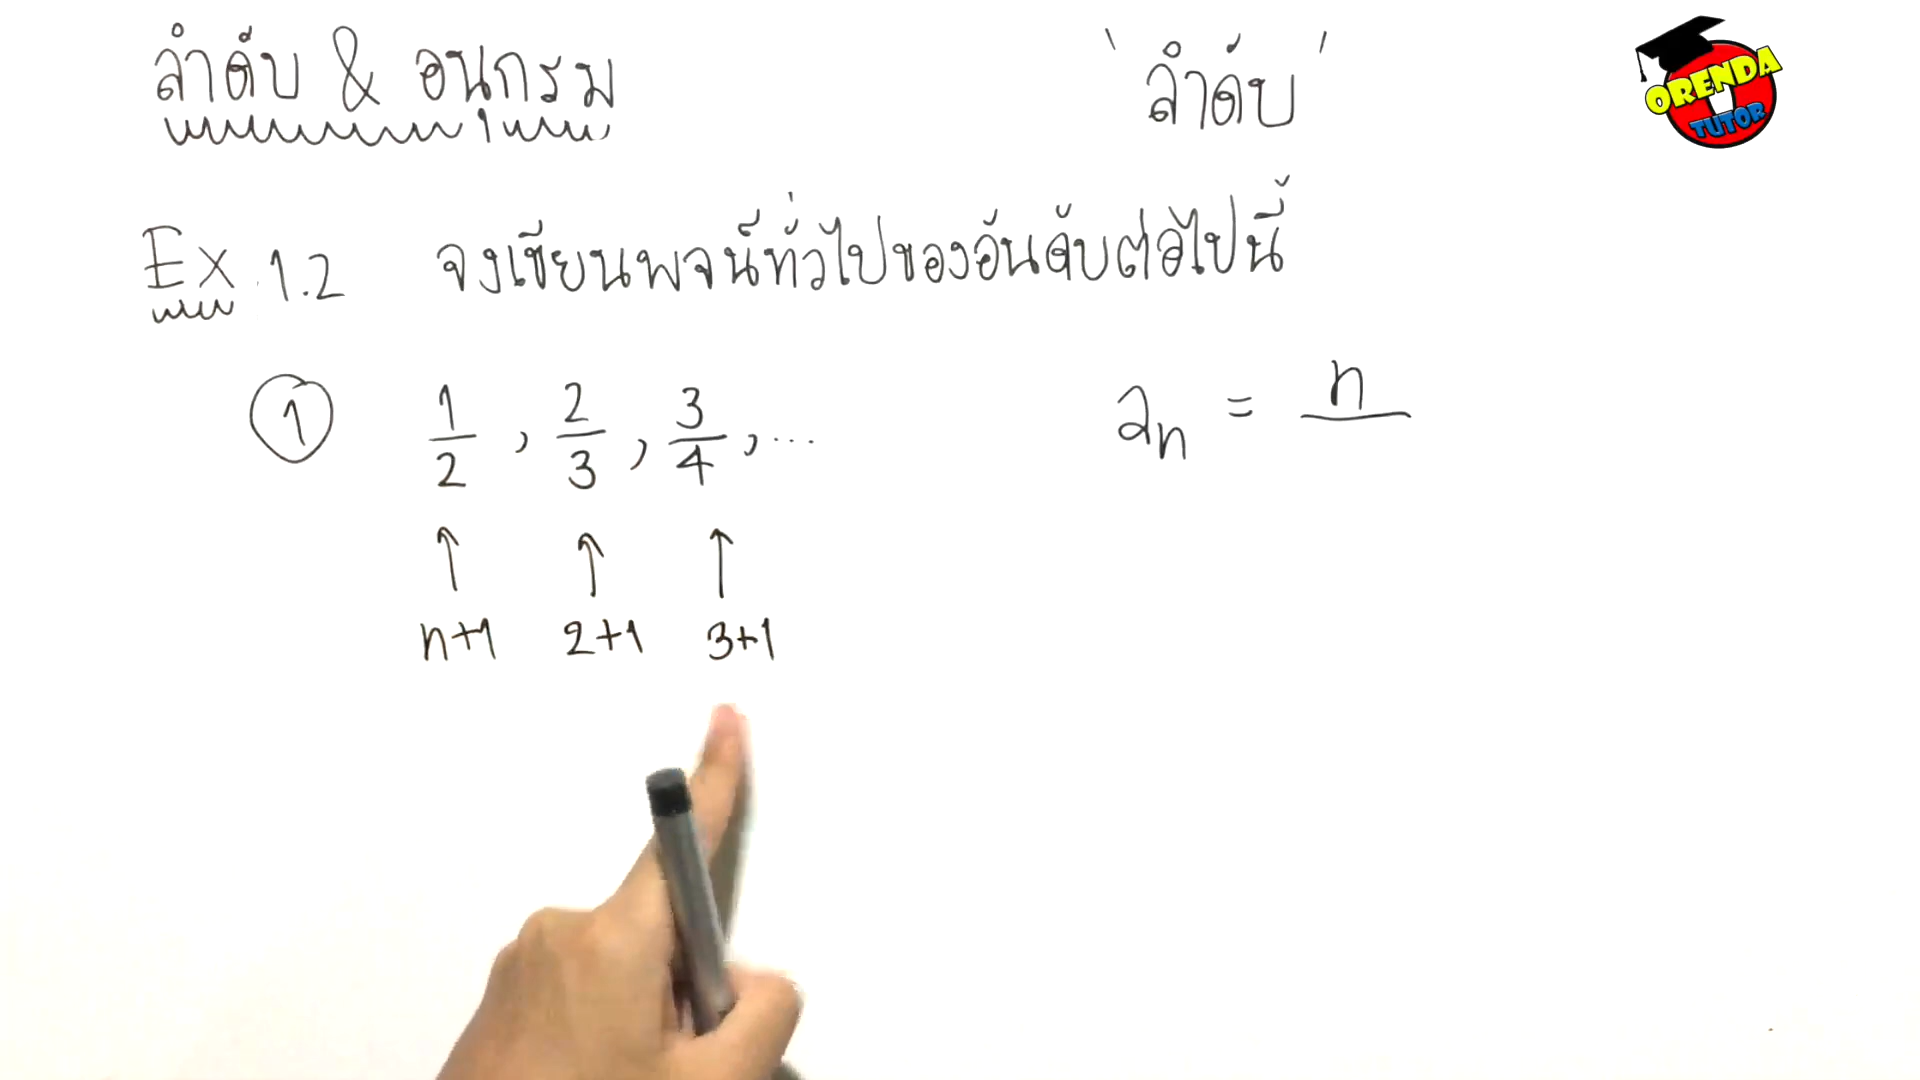 ลำดับ & อนุกรม
'ลำดับ'
ORENDA
TUTOR
Ex 1.2 จงเขียนพจน์ทั่วไปของอันดับต่อไปนี้
① 1/2 , 2/3 , 3/4 , ...
aₙ = n/
↑ ↑ ↑
n+1 2+1 3+1